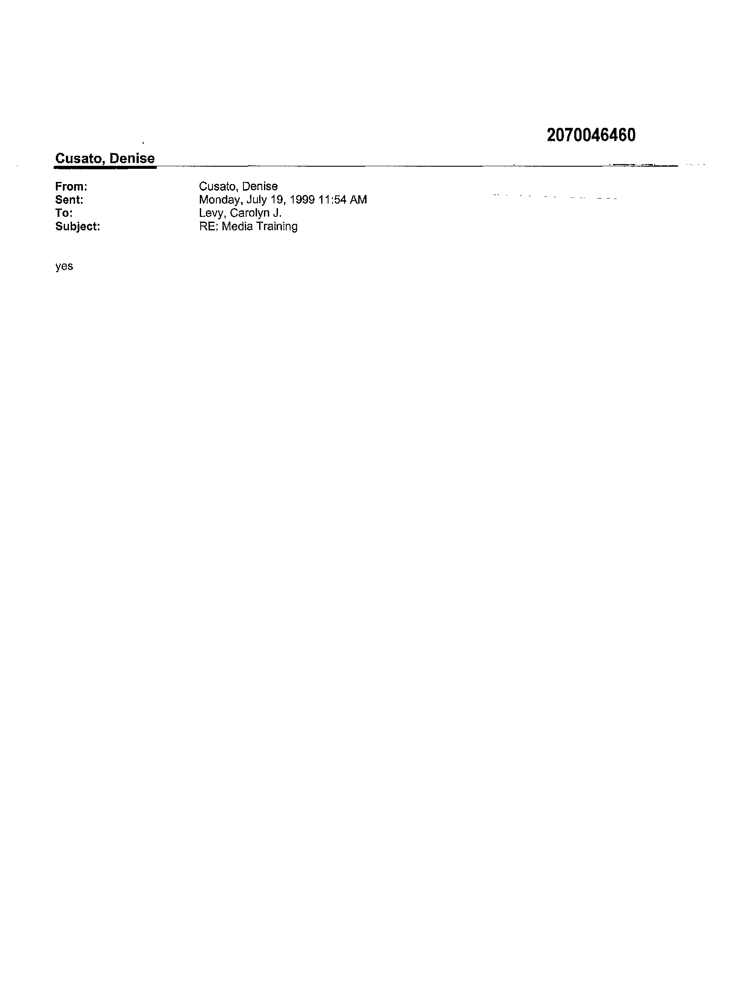 2070046460
Cusato, Denise
From: Cusato, Denise
Sent: Monday, July 19, 1999 11:54 AM
To: Levy, Carolyn J.
Subject: RE: Media Training
yes